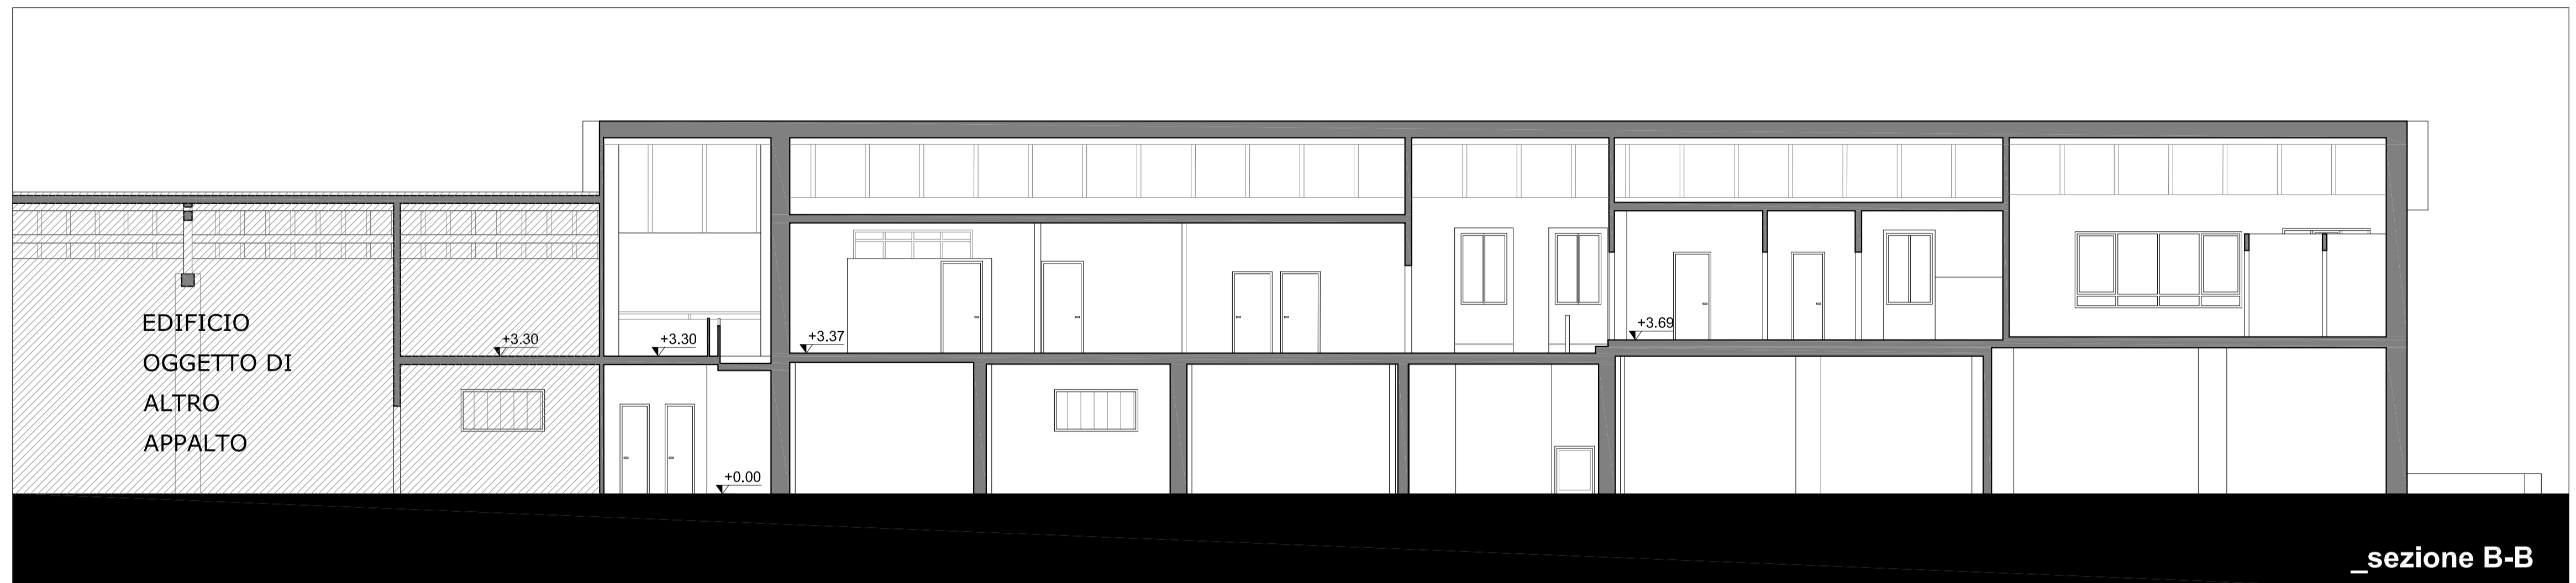 EDIFICIO
OGGETTO DI
ALTRO
APPALTO
+3.30
+3.30
+3.37
+3.69
+0.00
_sezione B-B